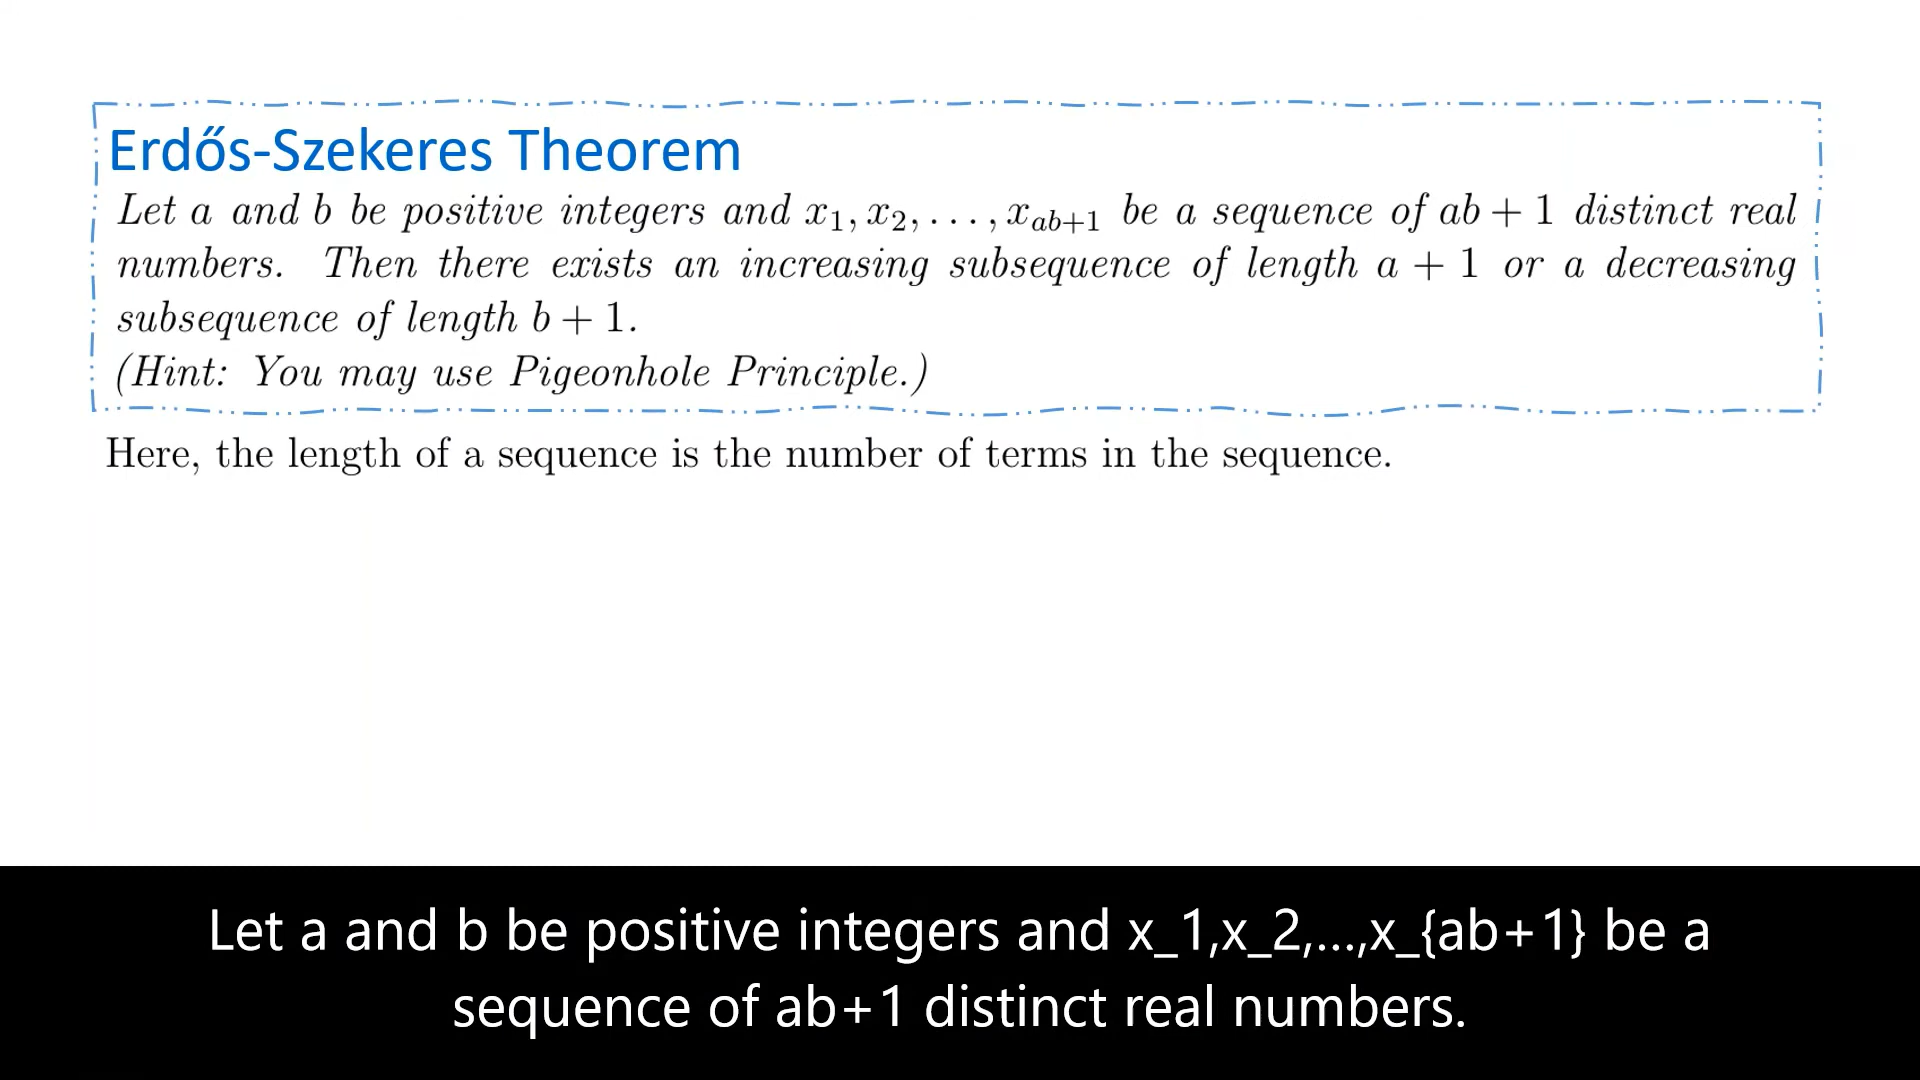 Erdős-Szekeres Theorem
Let a and b be positive integers and x₁, x₂, . . . , xₐᵦ₊₁ be a sequence of ab + 1 distinct real
numbers. Then there exists an increasing subsequence of length a + 1 or a decreasing
subsequence of length b + 1.
(Hint: You may use Pigeonhole Principle.)
Here, the length of a sequence is the number of terms in the sequence.
Let a and b be positive integers and x_1,x_2,...,x_{ab+1} be a
sequence of ab+1 distinct real numbers.